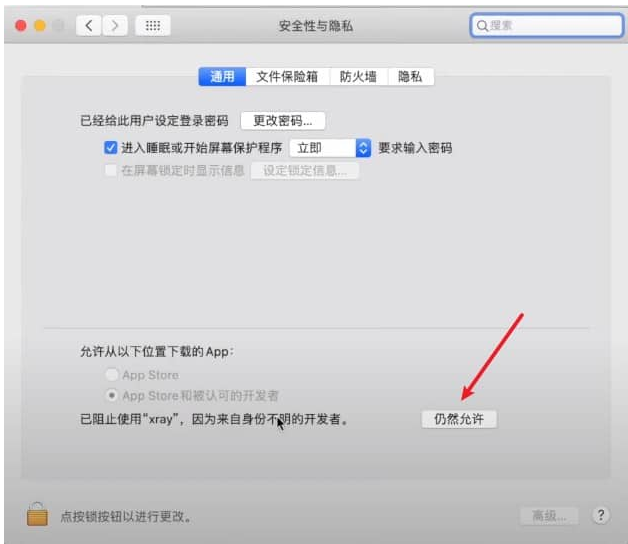 安全性与隐私
搜索
通用 文件保险箱 防火墙 隐私
已经给此用户设定登录密码 更改密码...
进入睡眠或开始屏幕保护程序 立即 要求输入密码
在屏幕锁定时显示信息 设定锁定信息...
允许从以下位置下载的App：
App Store
App Store和被认可的开发者
已阻止使用“xray”，因为来自身份不明的开发者。 仍然允许
点按锁按钮以进行更改。 高级... ?